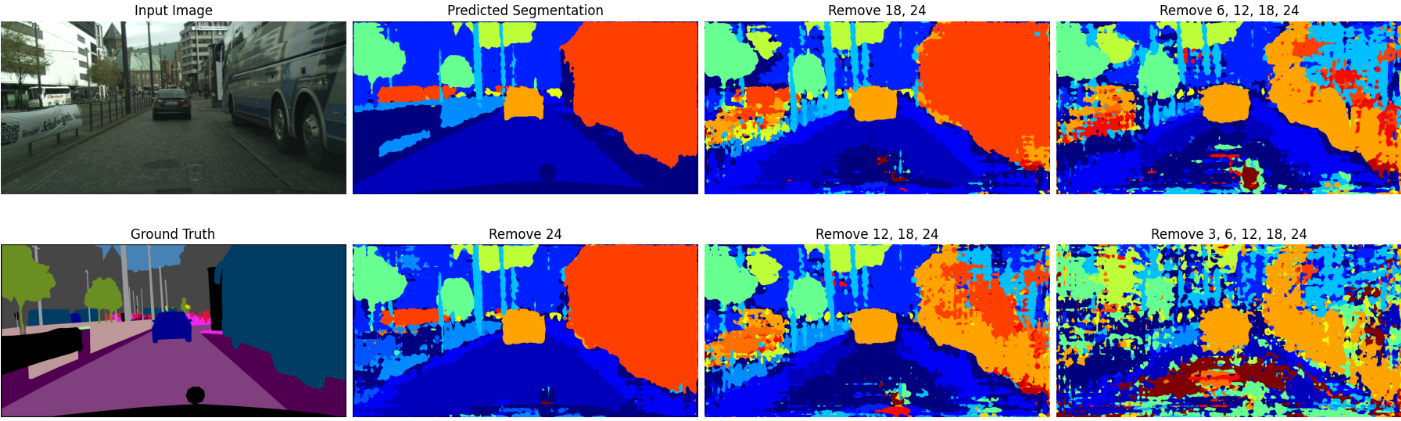 Input Image
Predicted Segmentation
Remove 18, 24
Remove 6, 12, 18, 24
Ground Truth
Remove 24
Remove 12, 18, 24
Remove 3, 6, 12, 18, 24